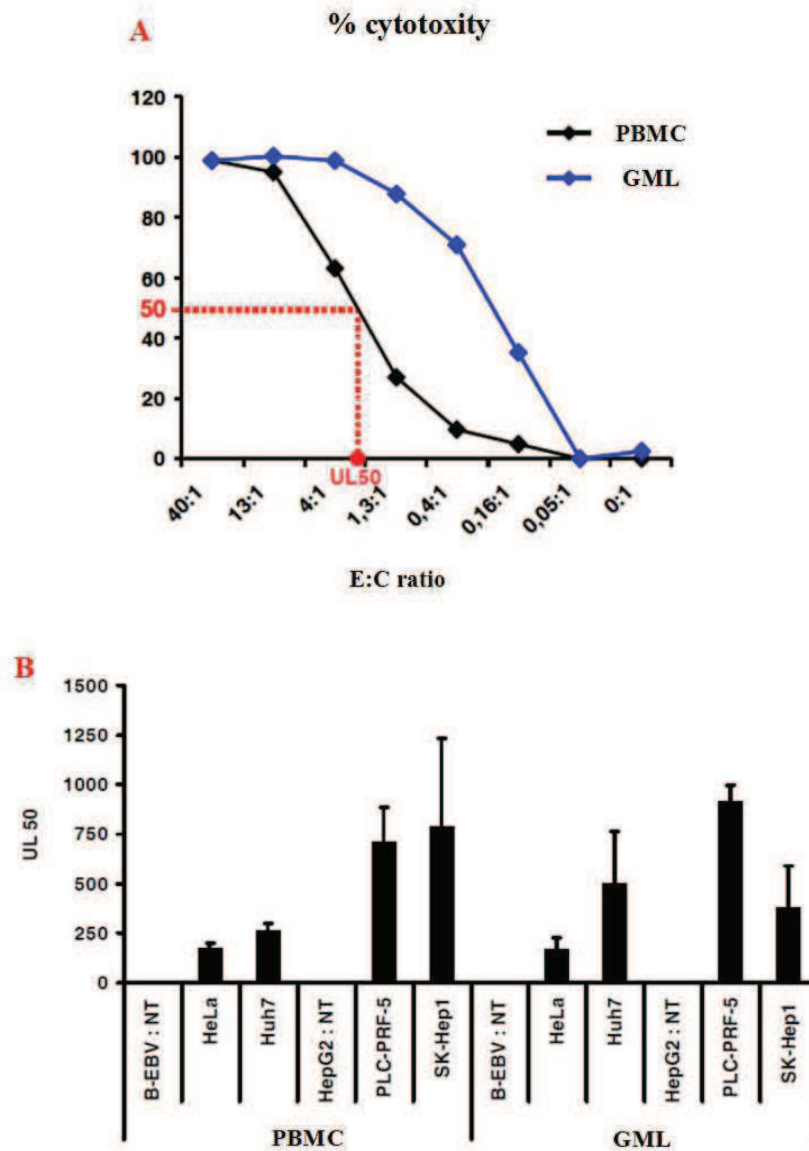 A
% cytotoxity
120
100
80
60
50
40
20
0
PBMC
GML
UL50
40:1
13:1
4:1
1,3:1
0,4:1
0,16:1
0,05:1
0:1
E:C ratio
B
1500
1250
1000
750
500
250
0
UL 50
B-EBV : NT
HeLa
Huh7
HepG2 : NT
PLC-PRF-5
SK-Hep1
B-EBV : NT
HeLa
Huh7
HepG2 : NT
PLC-PRF-5
SK-Hep1
PBMC
GML